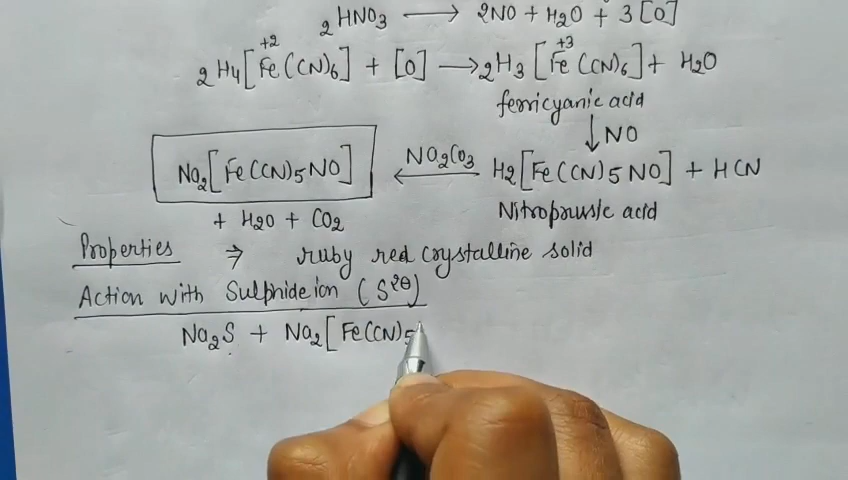 2HNO3 ⟶ 2NO + H2O + 3[O]
2H4[Fe(CN)6] + [O] ⟶ 2H3[Fe(CN)6] + H2O
+2 +3
ferricyanic acid
↓NO
Na2[Fe(CN)5NO] ⟵ Na2CO3 H2[Fe(CN)5NO] + HCN
+ H2O + CO2 Nitroprussic acid
Properties ⇒ ruby red crystalline solid
Action with Sulphide ion (S2⊖)
Na2S + Na2[Fe(CN)5